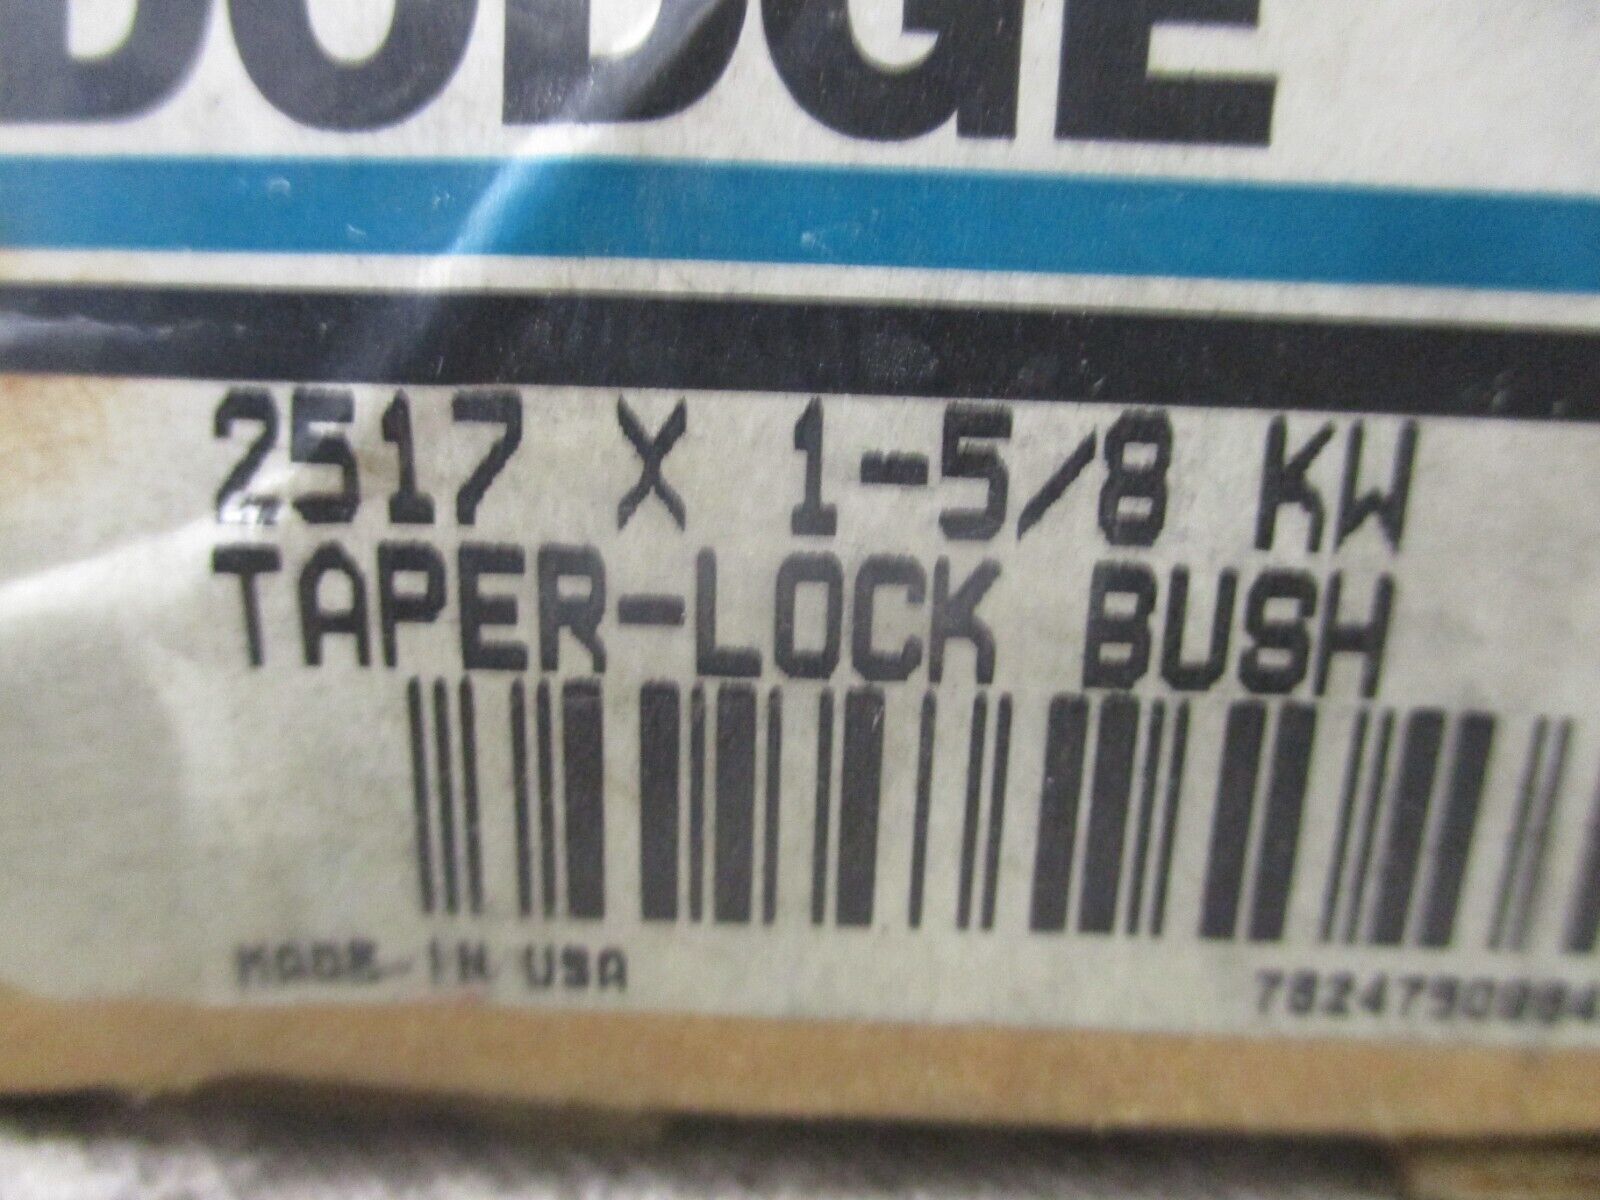 DODGE
2517 X 1-5/8 KW
TAPER-LOCK BUSH
MADE IN USA